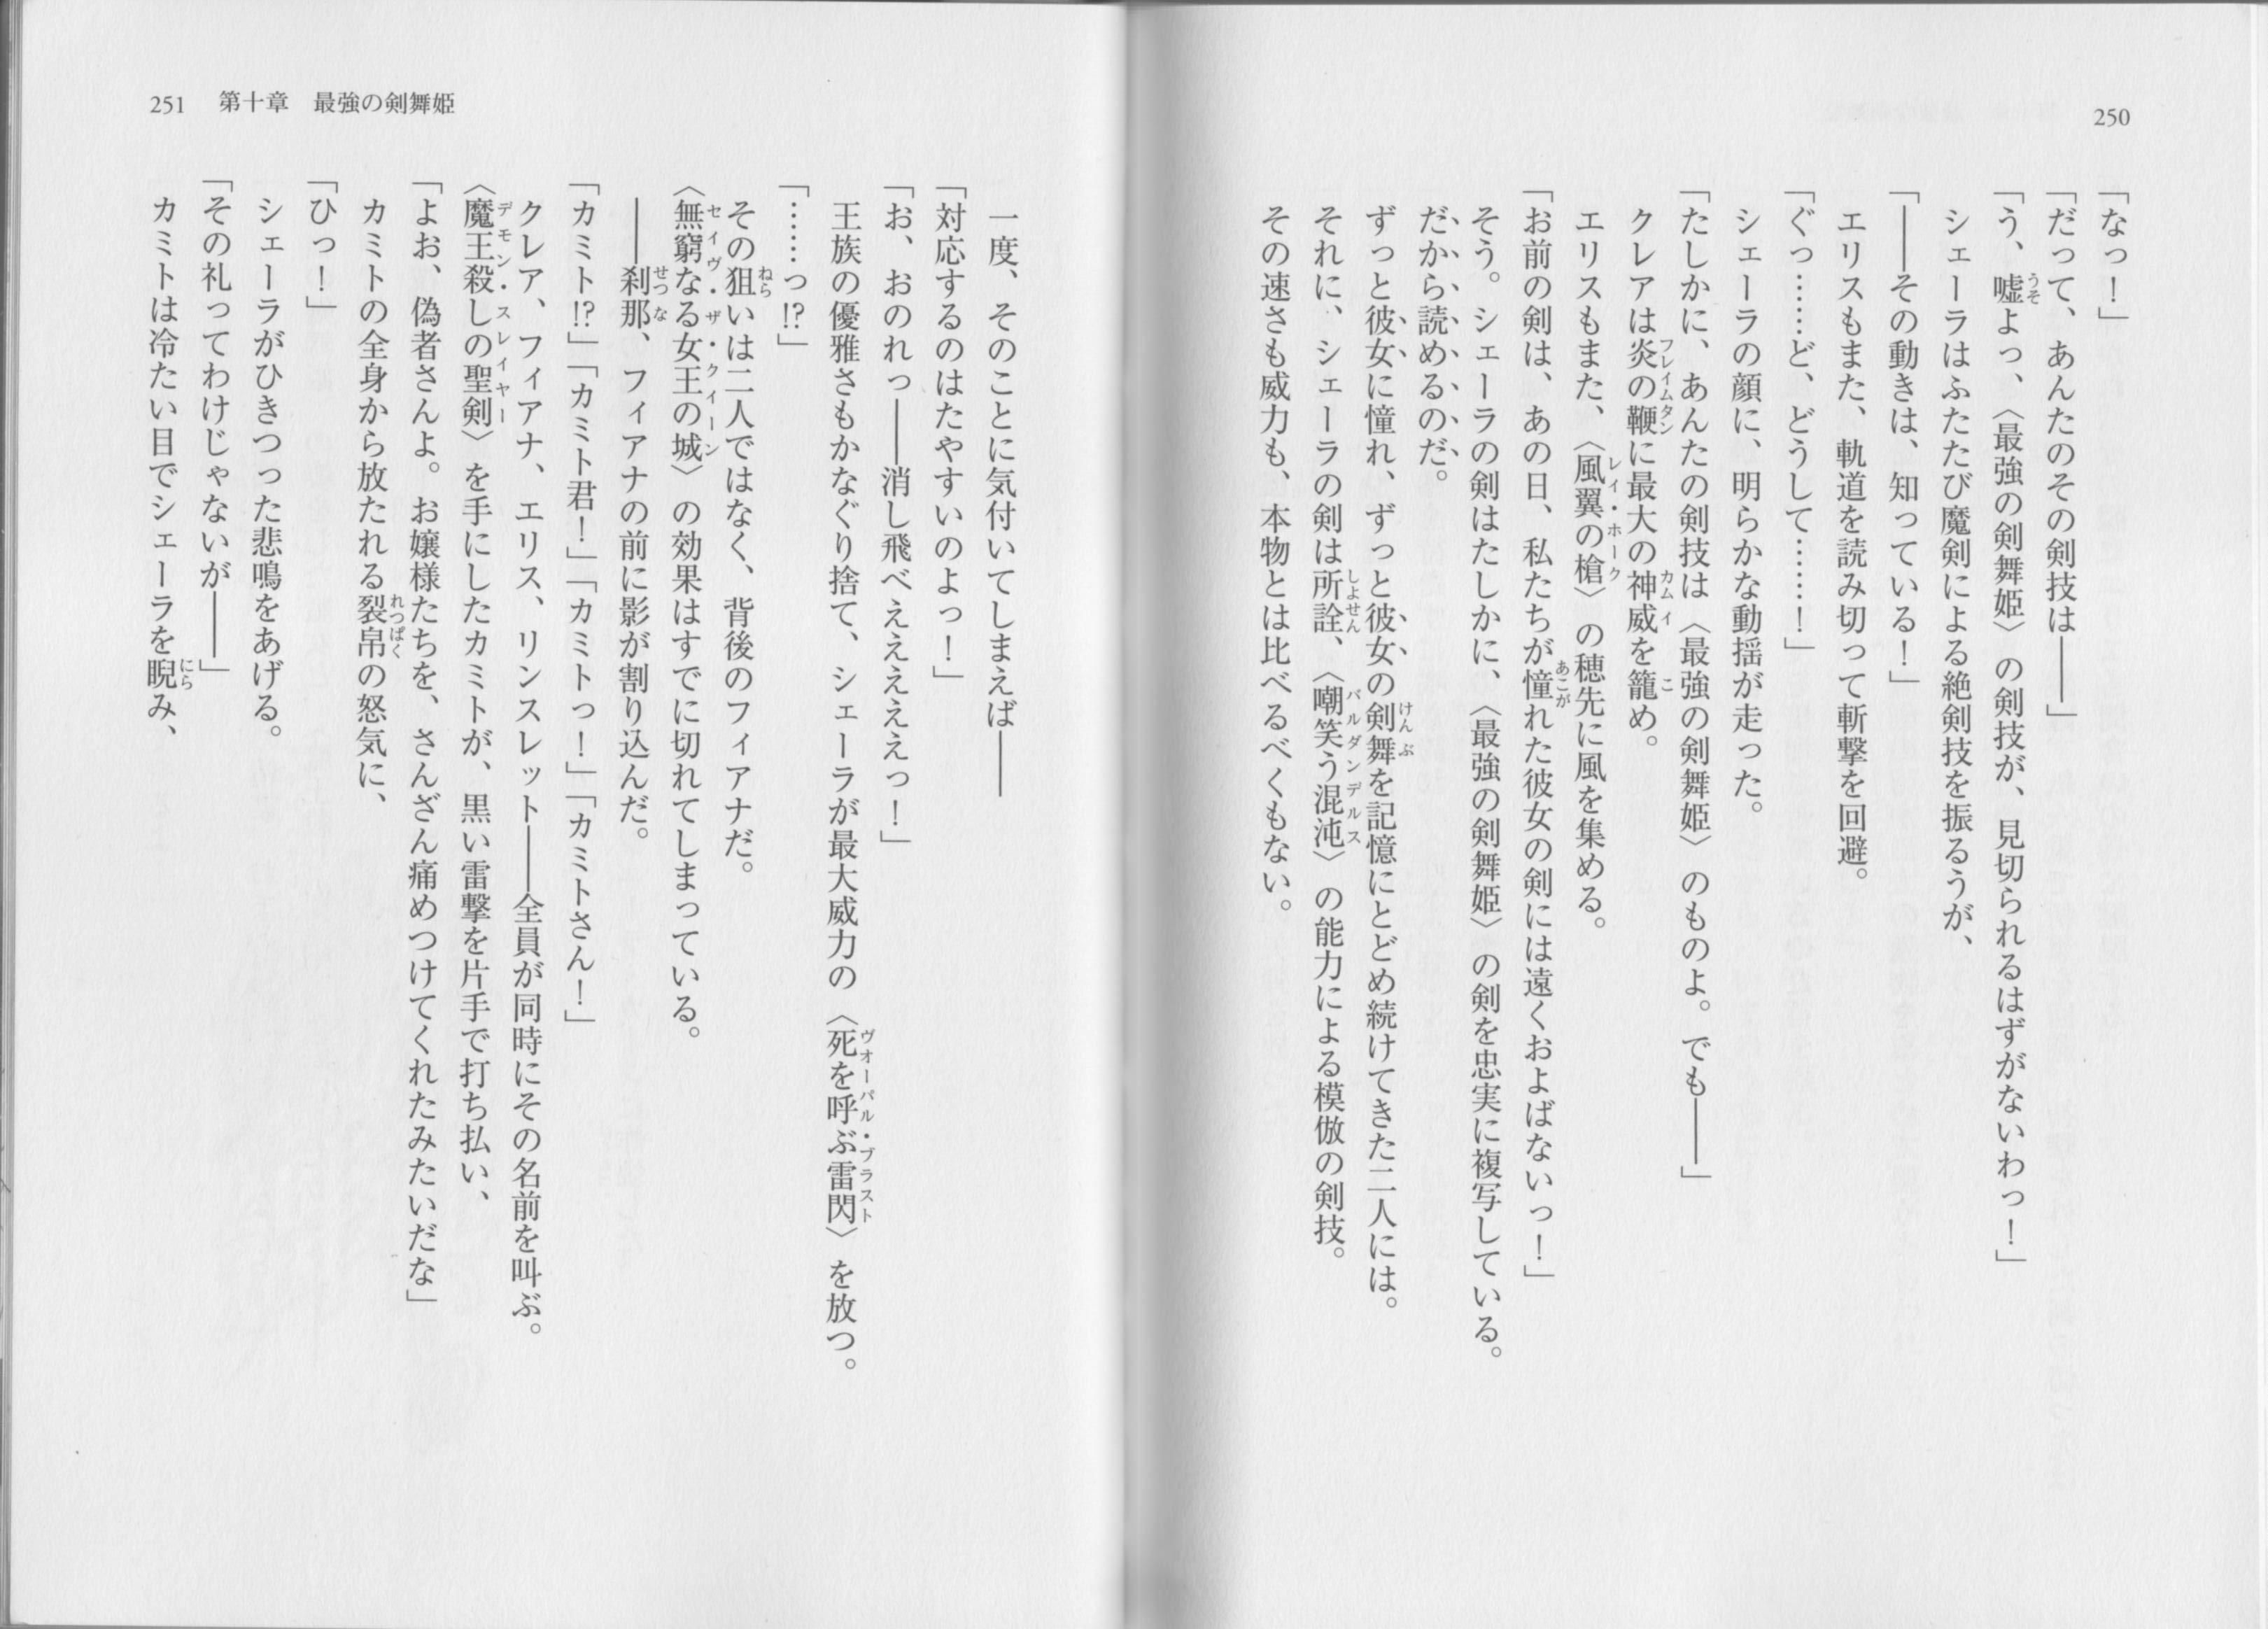 250
「なっ！」
「だって、あんたのその剣技は――」
「う、嘘よっ、〈最強の剣舞姫〉の剣技が、見切られるはずがないわっ！」
シェーラはふたたび魔剣による絶剣技を振るうが、
「――その動きは、知っている！」
エリスもまた、軌道を読み切って斬撃を回避。
「ぐっ……ど、どうして……！」
シェーラの顔に、明らかな動揺が走った。
「たしかに、あんたの剣技は〈最強の剣舞姫〉のものよ。でも――」
クレアは炎の鞭に最大の神威を籠め。
エリスもまた、〈風翼の槍〉の穂先に風を集める。
「お前の剣は、あの日、私たちが憧れた彼女の剣には遠くおよばないっ！」
そう。シェーラの剣はたしかに、〈最強の剣舞姫〉の剣を忠実に複写している。
だから読めるのだ。
ずっと彼女に憧れ、ずっと彼女の剣舞を記憶にとどめ続けてきた二人には。
それに、シェーラの剣は所詮、〈嘲笑う混沌〉の能力による模倣の剣技。
その速さも威力も、本物とは比べるべくもない。
251 第十章 最強の剣舞姫
一度、そのことに気付いてしまえば――
「対応するのはたやすいのよっ！」
「お、おのれっ――消し飛べえええええっ！」
王族の優雅さもかなぐり捨て、シェーラが最大威力の〈死を呼ぶ雷閃〉を放つ。
「……っ!?」
その狙いは二人ではなく、背後のフィアナだ。
〈無窮なる女王の城〉の効果はすでに切れてしまっている。
――刹那、フィアナの前に影が割り込んだ。
「カミト!?」「カミト君！」「カミトっ！」「カミトさん！」
クレア、フィアナ、エリス、リンスレット――全員が同時にその名前を叫ぶ。
〈魔王殺しの聖剣〉を手にしたカミトが、黒い雷撃を片手で打ち払い、
「よお、偽者さんよ。お嬢様たちを、さんざん痛めつけてくれたみたいだな」
カミトの全身から放たれる裂帛の怒気に、
「ひっ！」
シェーラがひきつった悲鳴をあげる。
「その礼ってわけじゃないが――」
カミトは冷たい目でシェーラを睨み、